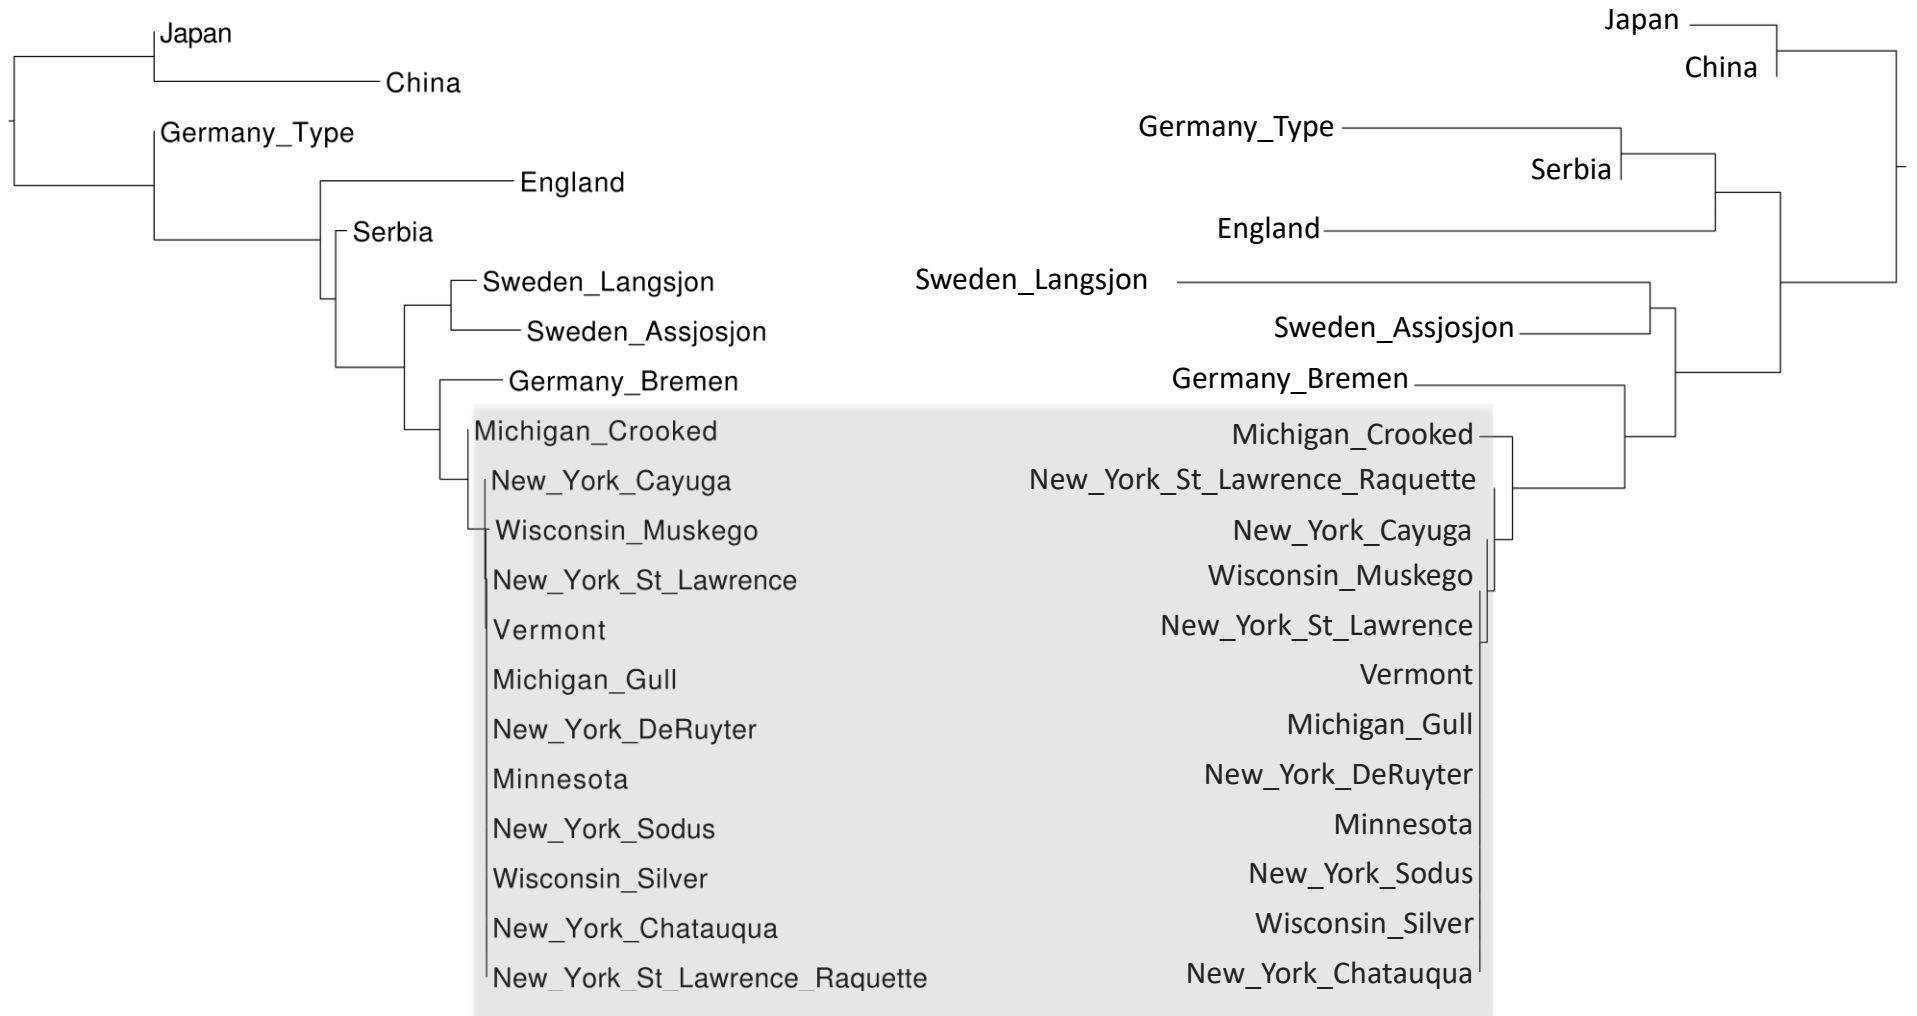 Japan
China
Germany_Type
England
Serbia
Sweden_Langsjon
Sweden_Assjosjon
Germany_Bremen
Michigan_Crooked
New_York_Cayuga
Wisconsin_Muskego
New_York_St_Lawrence
Vermont
Michigan_Gull
New_York_DeRuyter
Minnesota
New_York_Sodus
Wisconsin_Silver
New_York_Chatauqua
New_York_St_Lawrence_Raquette
Japan
China
Germany_Type
Serbia
England
Sweden_Langsjon
Sweden_Assjosjon
Germany_Bremen
Michigan_Crooked
New_York_St_Lawrence_Raquette
New_York_Cayuga
Wisconsin_Muskego
New_York_St_Lawrence
Vermont
Michigan_Gull
New_York_DeRuyter
Minnesota
New_York_Sodus
Wisconsin_Silver
New_York_Chatauqua